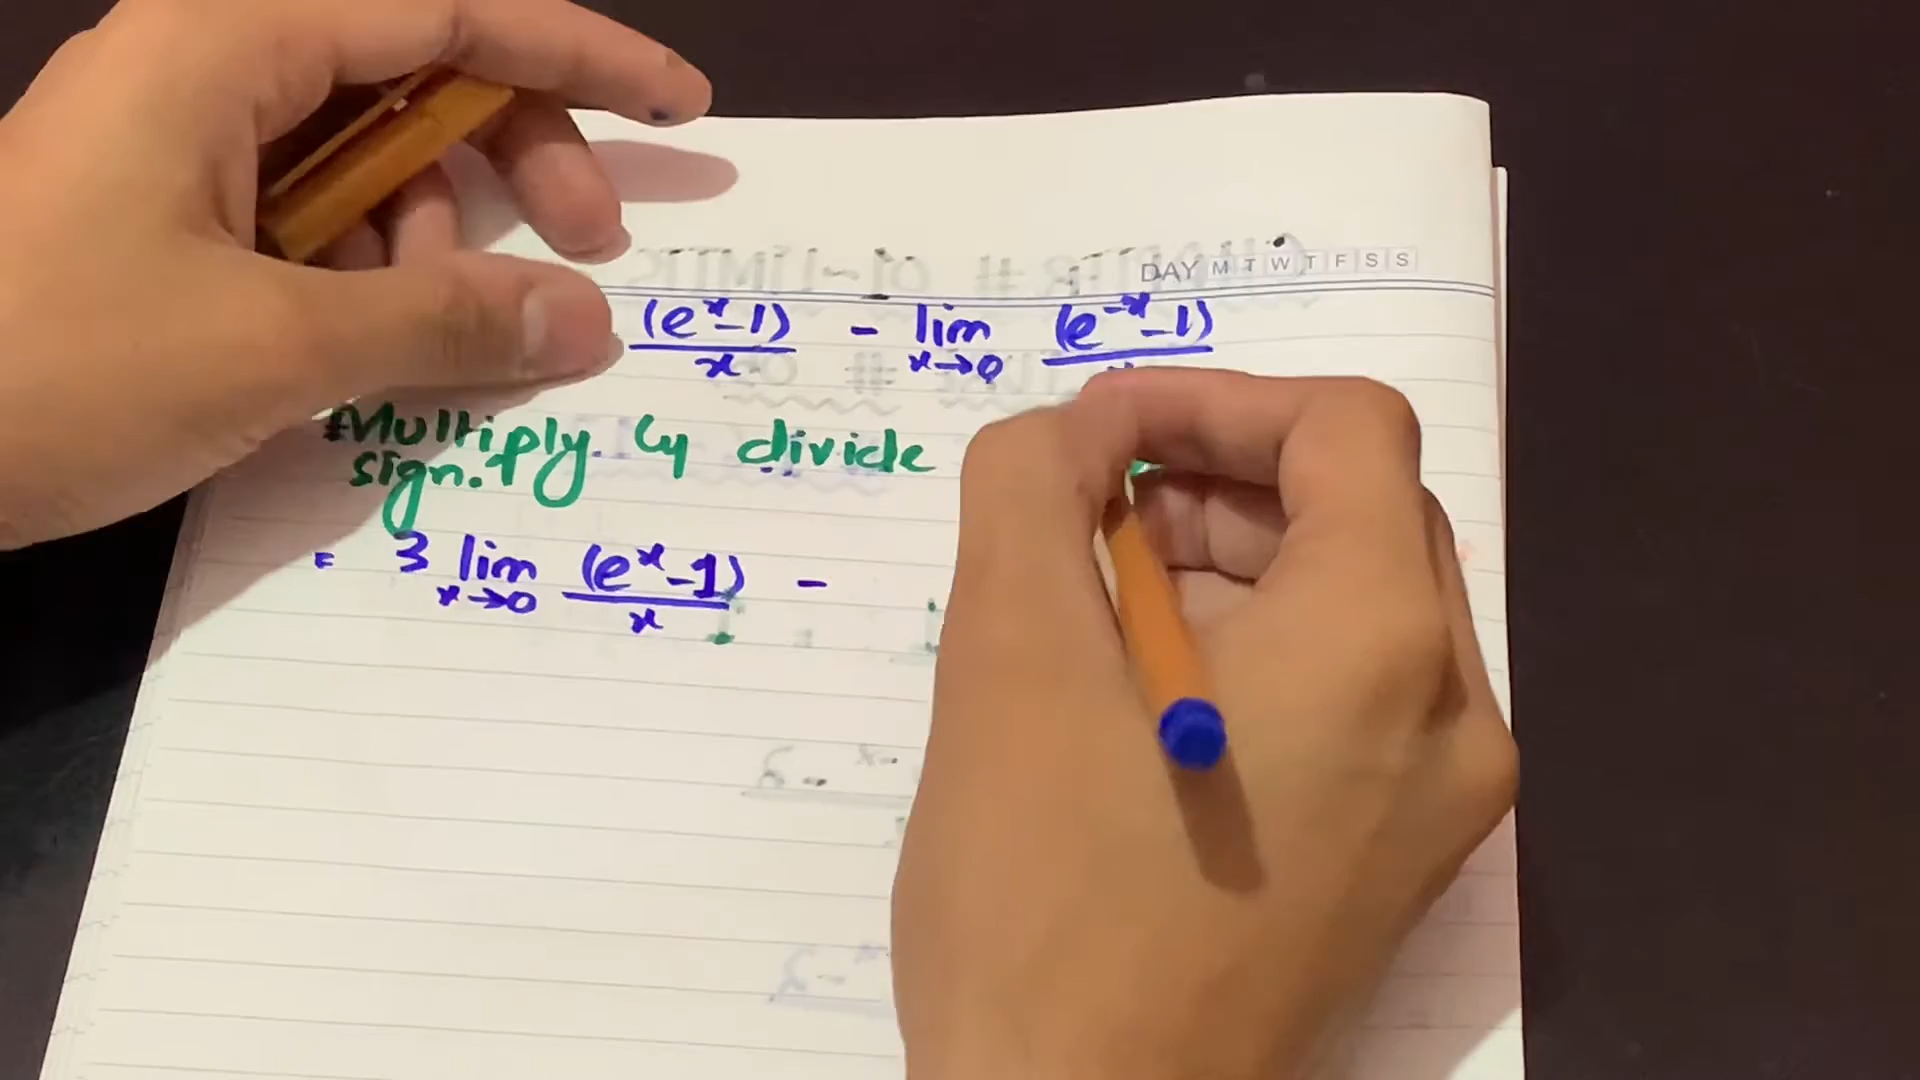 DAY M T W T F S S
(e^x-1)/x - lim x→0 (e^-x-1)
Multiply by divide
sign.
= 3 lim x→0 (e^x-1)/x -